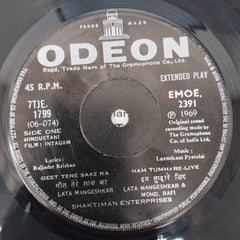 TRADE MARK
ODEON
Regd. Trade Mark of The Gramophone Co. Ltd.
45 R.P.M.
EXTENDED PLAY
7TJE.
1799
(06-074)
SIDE ONE
HINDUSTANI
FILM : INTAQAM
EMOE.
2391
Ⓟ 1969
Original sound
recording made by
The Gramophone Co.
of India Ltd.
Lyrics:
Rajinder Krishan
Music:
Laxmikant Pyarelal
GEET TERE SAAZ KA
गीत तेरे साज़ का
LATA MANGESHKAR
HAM TUMHARE LIYE
हम तुम्हारे लिए
LATA MANGESHKAR &
MOHD. RAFI
SHAKTIMAN ENTERPRISES